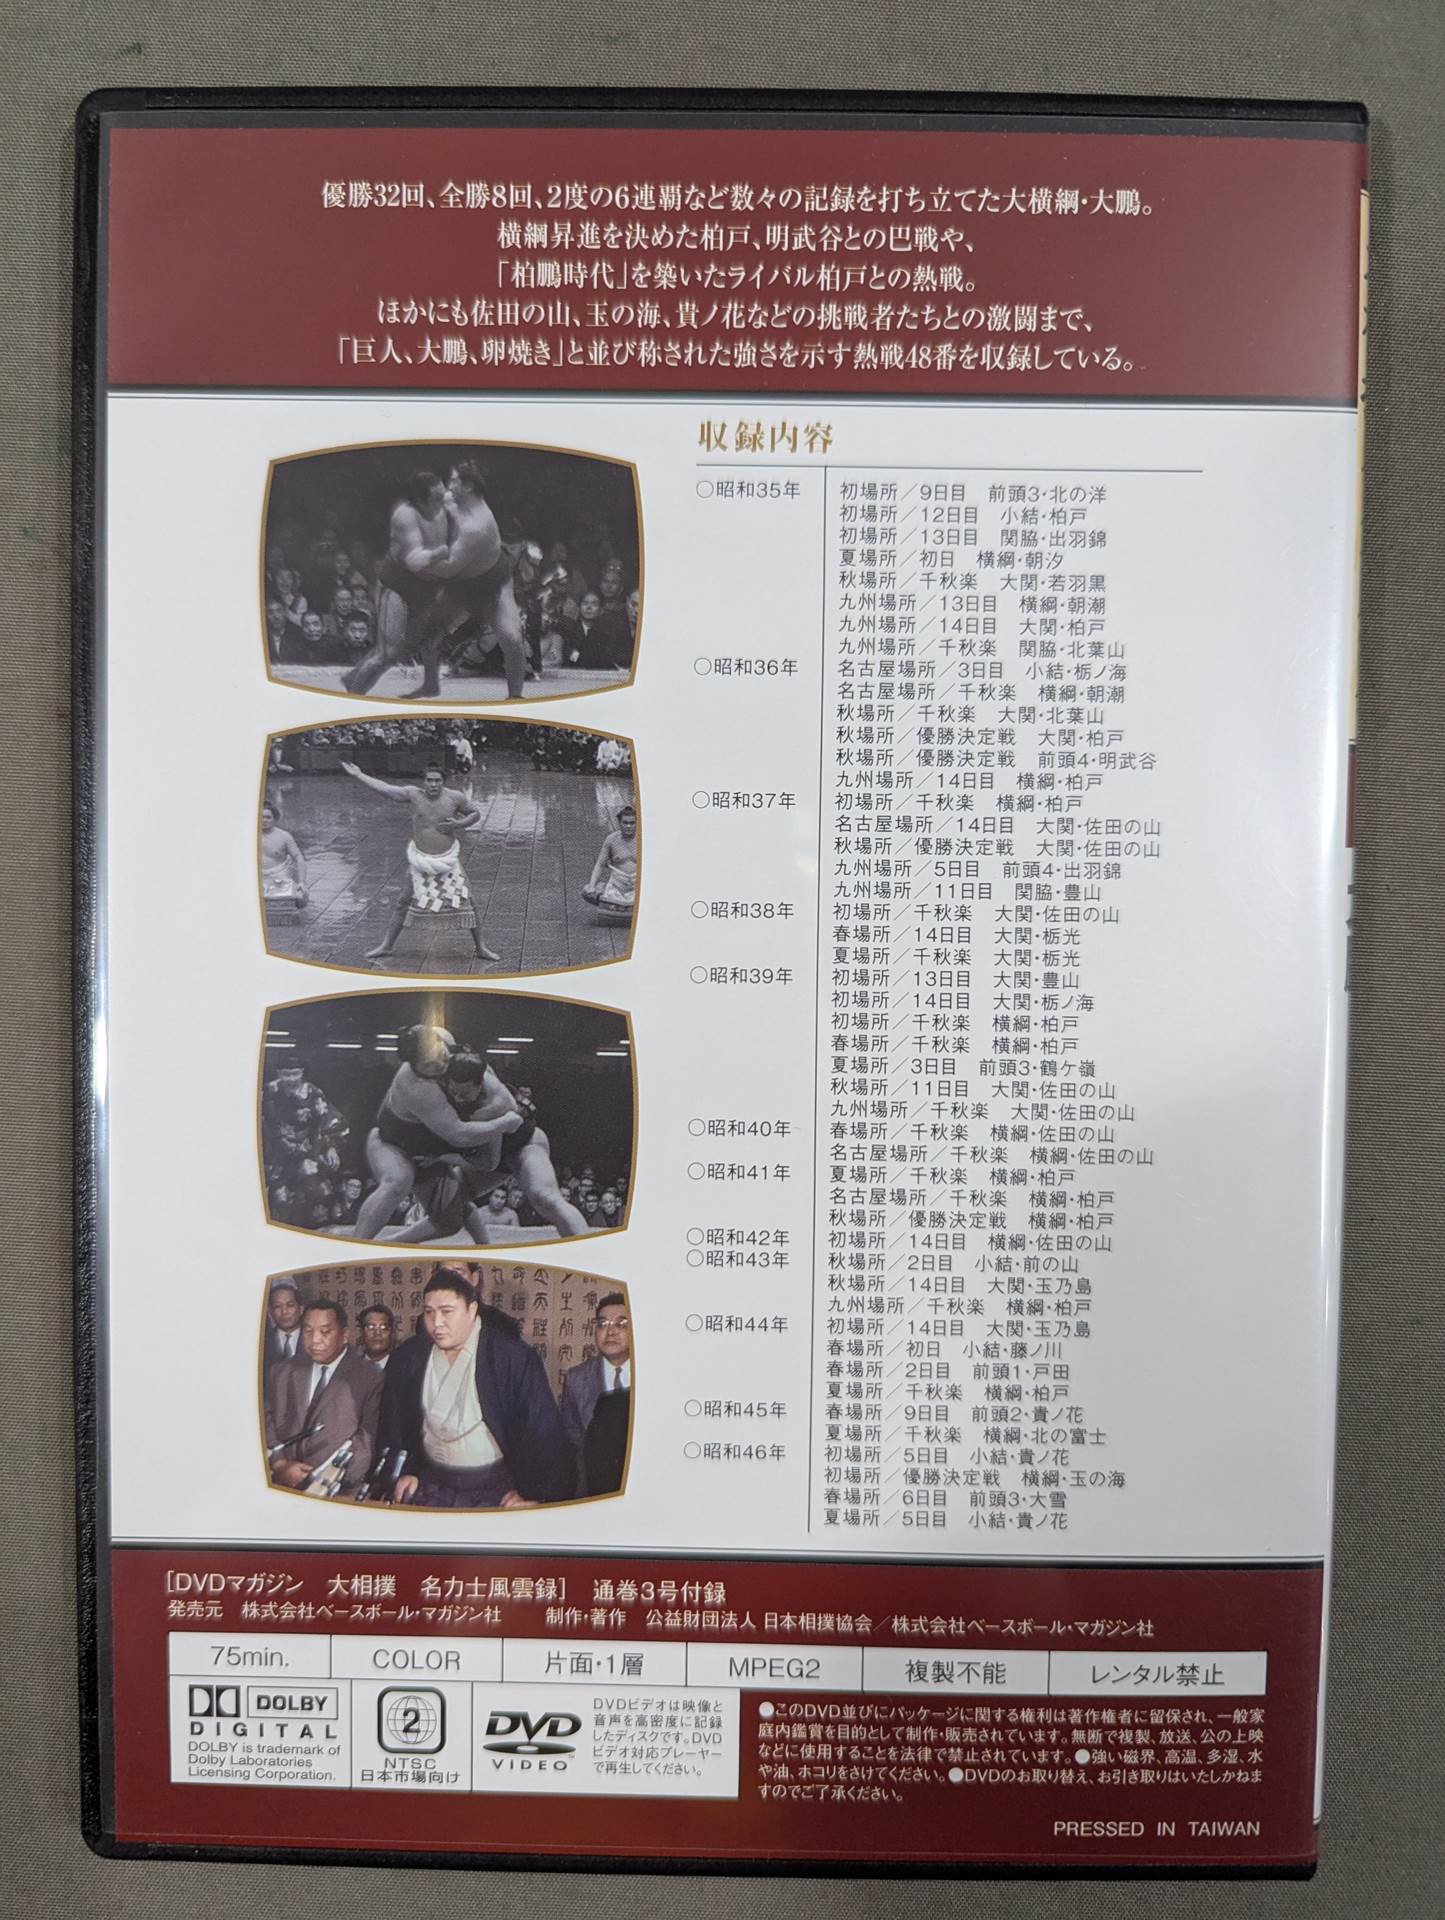 優勝32回、全勝8回、2度の6連覇など数々の記録を打ち立てた大横綱・大鵬。
横綱昇進を決めた柏戸、明武谷との巴戦や、
「柏鵬時代」を築いたライバル柏戸との熱戦。
ほかにも佐田の山、玉の海、貴ノ花などの挑戦者たちとの激闘まで、
「巨人、大鵬、卵焼き」と並び称された強さを示す熱戦48番を収録している。
収録内容
○昭和35年 初場所／9日目 前頭3・北の洋
初場所／12日目 小結・柏戸
初場所／13日目 関脇・出羽錦
夏場所／初日 横綱・朝汐
秋場所／千秋楽 大関・若羽黒
九州場所／13日目 横綱・朝潮
九州場所／14日目 大関・柏戸
九州場所／千秋楽 関脇・北葉山
○昭和36年 名古屋場所／3日目 小結・栃ノ海
名古屋場所／千秋楽 横綱・朝潮
秋場所／千秋楽 大関・北葉山
秋場所／優勝決定戦 大関・柏戸
秋場所／優勝決定戦 前頭4・明武谷
九州場所／14日目 横綱・柏戸
○昭和37年 初場所／千秋楽 横綱・柏戸
名古屋場所／14日目 大関・佐田の山
秋場所／優勝決定戦 大関・佐田の山
九州場所／5日目 前頭4・出羽錦
九州場所／11日目 関脇・豊山
○昭和38年 初場所／千秋楽 大関・佐田の山
春場所／14日目 大関・栃光
夏場所／千秋楽 大関・栃光
○昭和39年 初場所／13日目 大関・豊山
初場所／14日目 大関・栃ノ海
初場所／千秋楽 横綱・柏戸
春場所／千秋楽 横綱・柏戸
夏場所／3日目 前頭3・鶴ケ嶺
秋場所／11日目 大関・佐田の山
九州場所／千秋楽 大関・佐田の山
○昭和40年 春場所／千秋楽 横綱・佐田の山
名古屋場所／千秋楽 横綱・佐田の山
○昭和41年 夏場所／千秋楽 横綱・柏戸
名古屋場所／千秋楽 横綱・柏戸
秋場所／優勝決定戦 横綱・柏戸
○昭和42年 初場所／14日目 横綱・佐田の山
○昭和43年 秋場所／2日目 小結・前の山
秋場所／14日目 大関・玉乃島
九州場所／千秋楽 横綱・柏戸
○昭和44年 初場所／14日目 大関・玉乃島
春場所／初日 小結・藤ノ川
春場所／2日目 前頭1・戸田
夏場所／千秋楽 横綱・柏戸
○昭和45年 春場所／9日目 前頭2・貴ノ花
夏場所／千秋楽 横綱・北の富士
○昭和46年 初場所／5日目 小結・貴ノ花
初場所／優勝決定戦 横綱・玉の海
春場所／6日目 前頭3・大雪
夏場所／5日目 小結・貴ノ花
［DVDマガジン 大相撲 名力士風雲録］ 通巻3号付録
発売元 株式会社ベースボール・マガジン社 制作・著作 公益財団法人 日本相撲協会／株式会社ベースボール・マガジン社
75min. COLOR 片面・1層 MPEG2 複製不能 レンタル禁止
DOLBY
DIGITAL
DOLBY is trademark of
Dolby Laboratories
Licensing Corporation.
2
NTSC
日本市場向け
DVD
VIDEO
DVDビデオは映像と
音声を高密度に記録
したディスクです。DVD
ビデオ対応プレーヤー
で再生してください。
●このDVD並びにパッケージに関する権利は著作権者に留保され、一般家
庭内鑑賞を目的として制作・販売されています。無断で複製、放送、公の上映
などに使用することを法律で禁止されています。●強い磁界、高温、多湿、水
や油、ホコリをさけてください。●DVDのお取り替え、お引き取りはいたしかねま
すのでご了承ください。
PRESSED IN TAIWAN